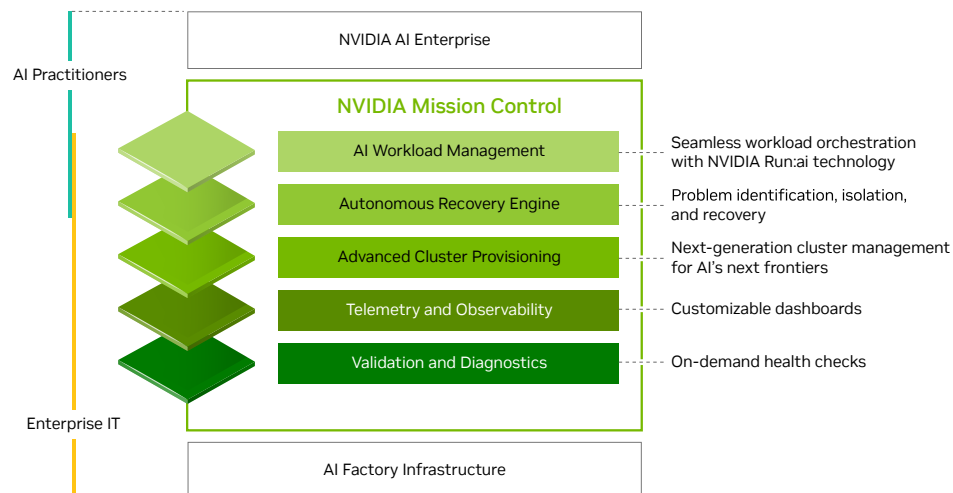 NVIDIA AI Enterprise
AI Practitioners
NVIDIA Mission Control
AI Workload Management
Seamless workload orchestration
with NVIDIA Run:ai technology
Autonomous Recovery Engine
Problem identification, isolation,
and recovery
Advanced Cluster Provisioning
Next-generation cluster management
for AI’s next frontiers
Telemetry and Observability
Customizable dashboards
Validation and Diagnostics
On-demand health checks
Enterprise IT
AI Factory Infrastructure